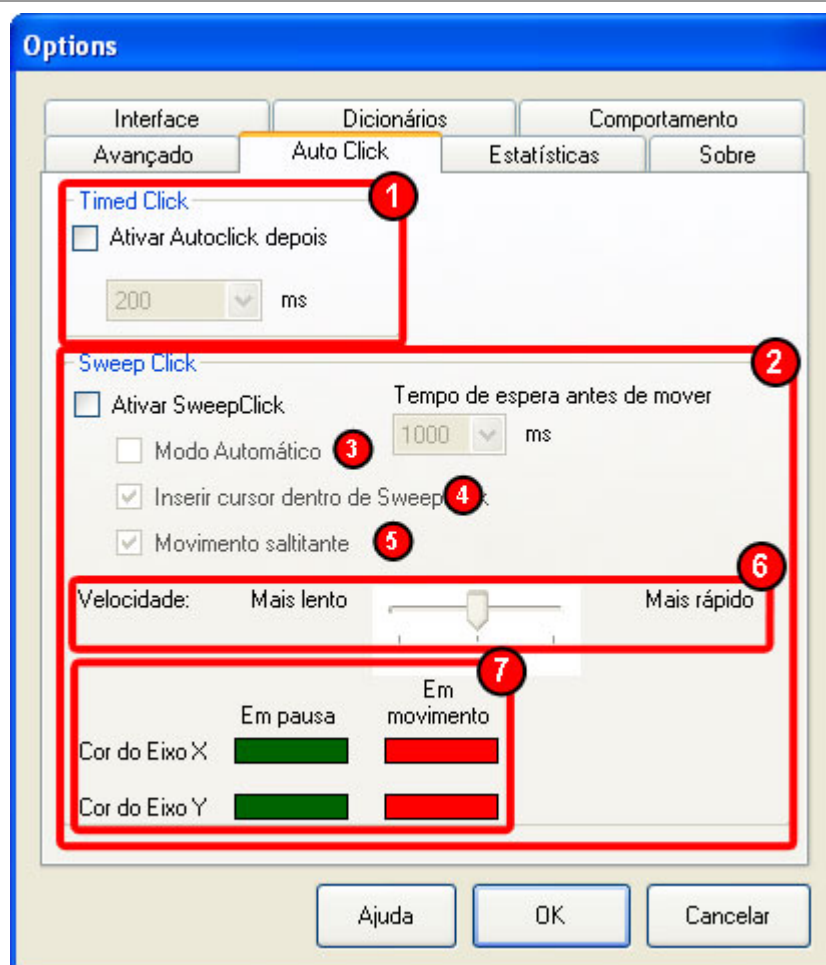 Options
Interface Dicionários Comportamento
Avançado Auto Click Estatísticas Sobre
1
Timed Click
Ativar Autoclick depois
200 ms
2
Sweep Click
Ativar SweepClick Tempo de espera antes de mover
1000 ms
Modo Automático 3
Inserir cursor dentro de Sweep 4
Movimento saltitante 5
6
Velocidade: Mais lento Mais rápido
7
Em pausa Em movimento
Cor do Eixo X
Cor do Eixo Y
Ajuda OK Cancelar